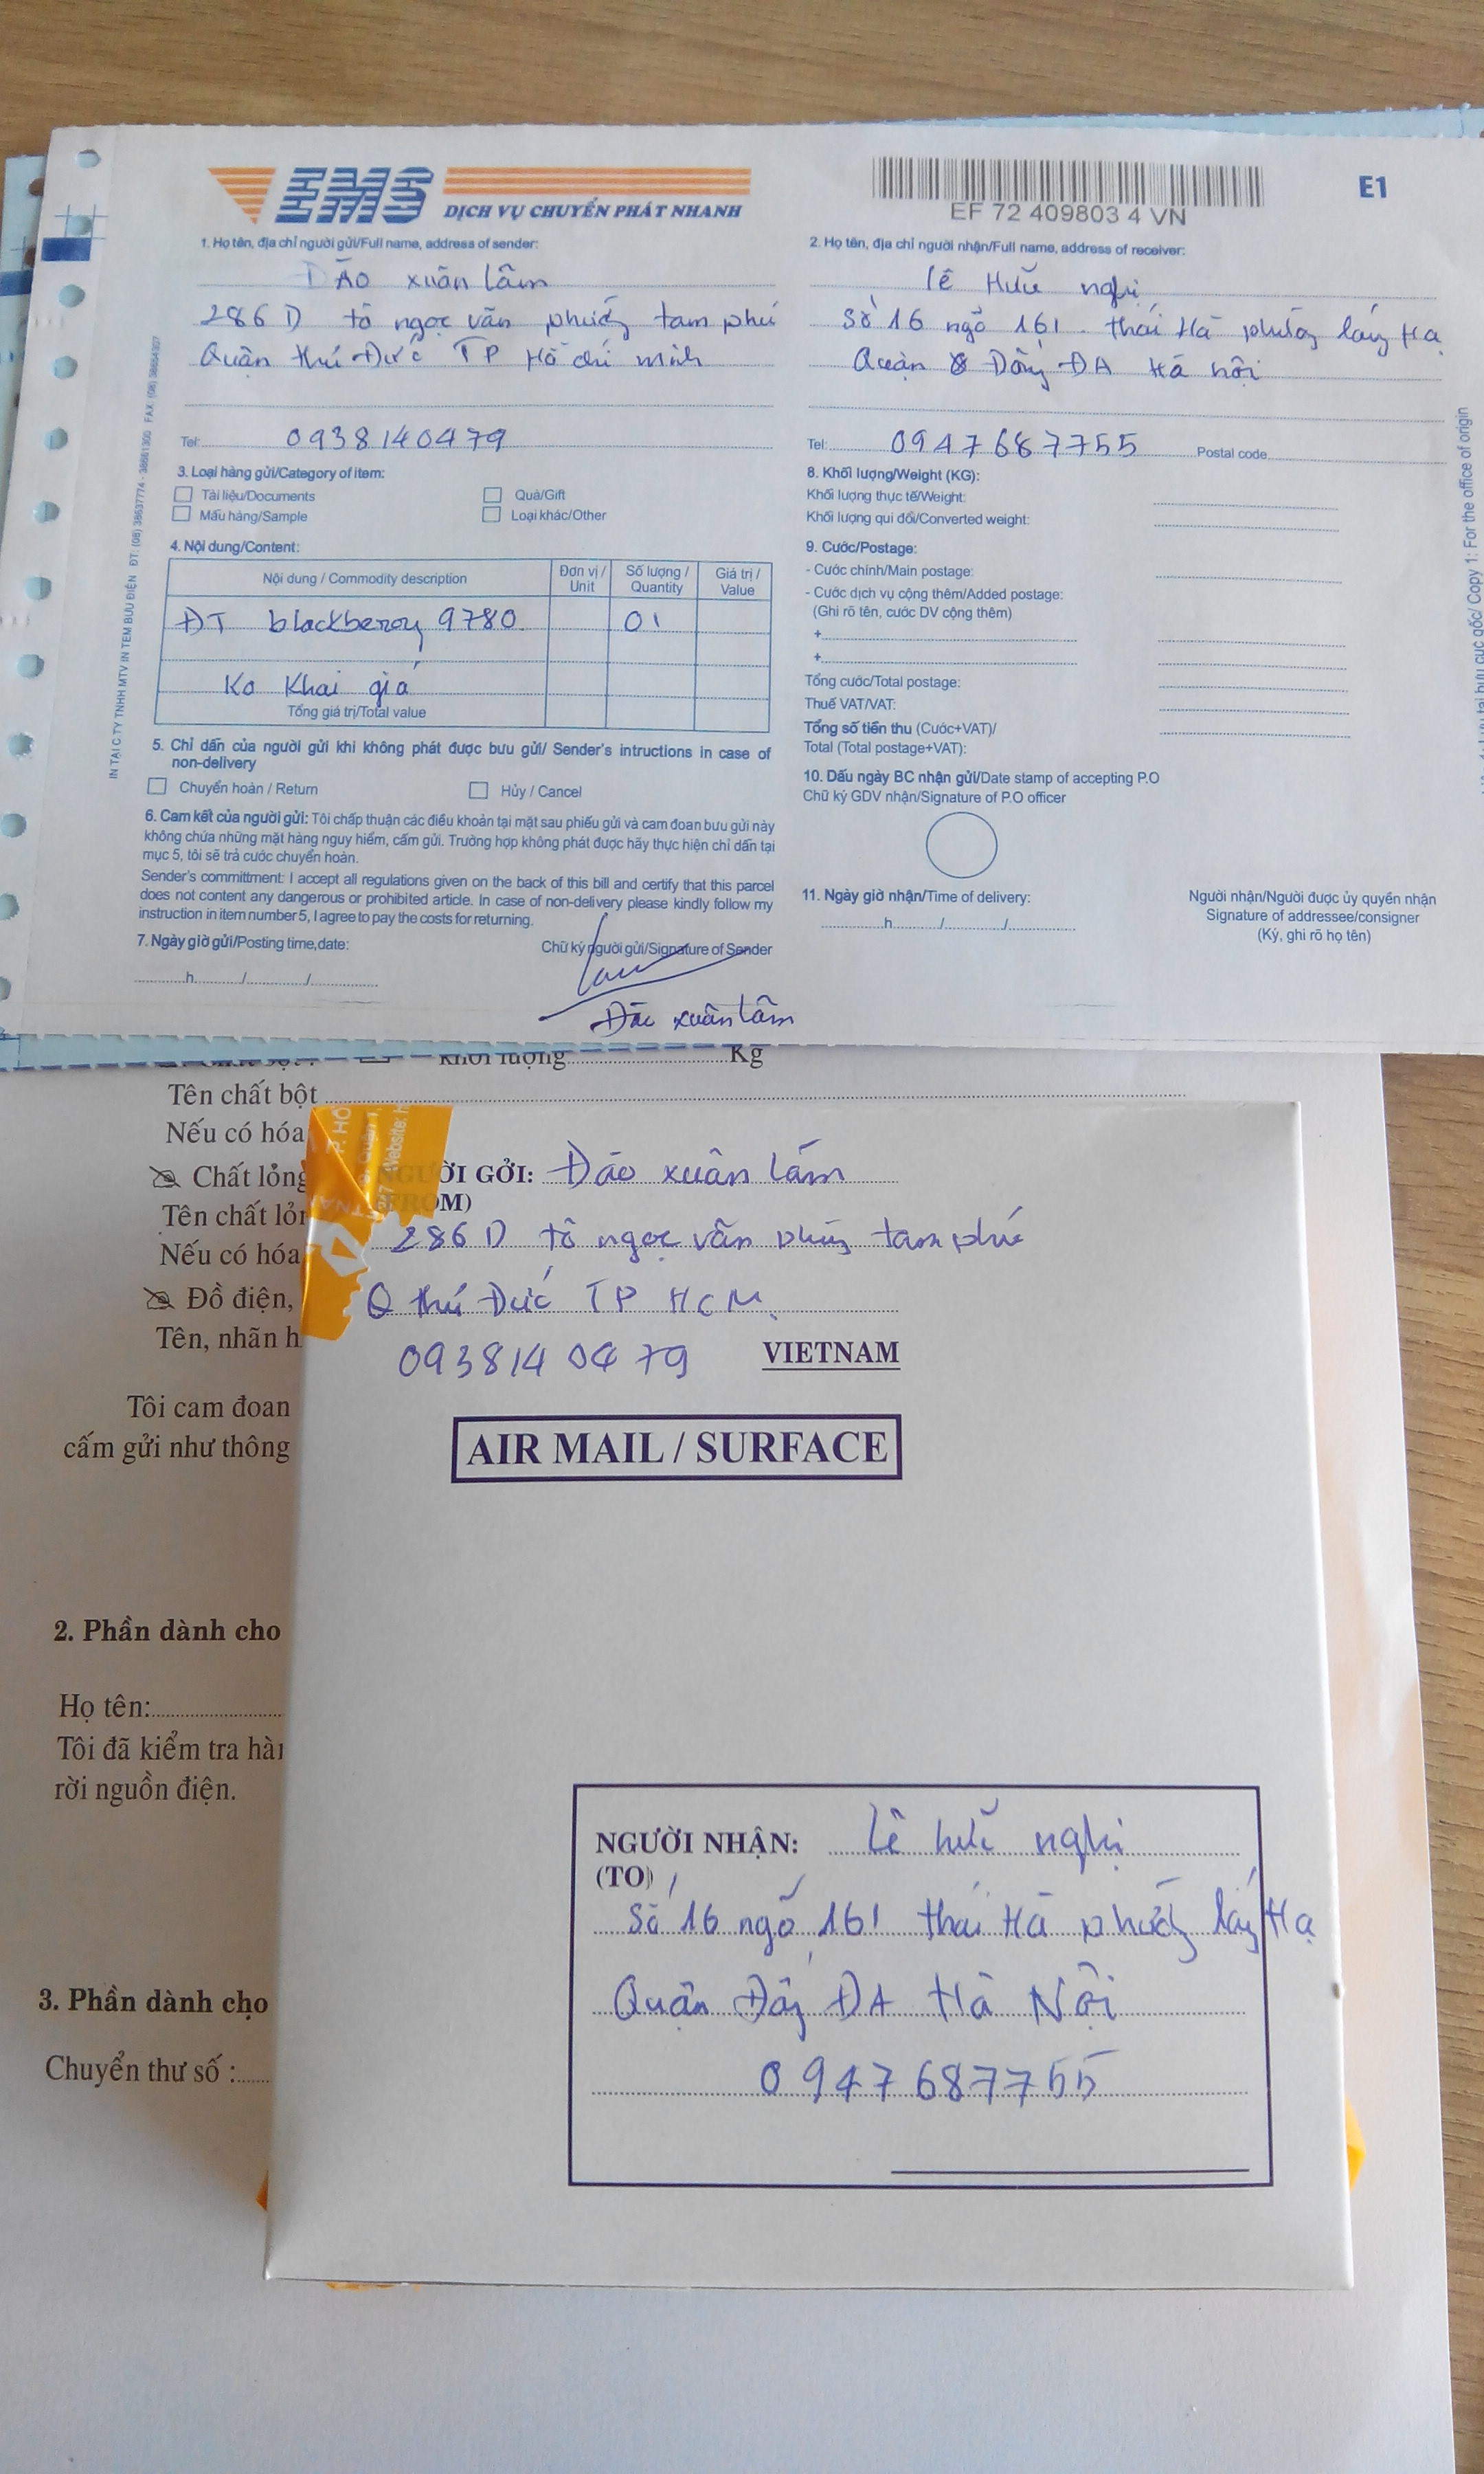 EMS DỊCH VỤ CHUYỂN PHÁT NHANH
EF 72 409803 4 VN
E1
1. Họ tên, địa chỉ người gửi/Full name, address of sender:
Đào xuân lâm
286 D tô ngọc vân phường tam phú
Quận thủ Đức TP Hồ chí minh
Tel: 0938140479
2. Họ tên, địa chỉ người nhận/Full name, address of receiver:
lê Hữu nghị
Số 16 ngõ 161 thái Hà phường láng Hạ
Quận Đống ĐA Hà nội
Tel: 0947687755 Postal code
3. Loại hàng gửi/Category of item:
Tài liệu/Documents
Quà/Gift
Mẫu hàng/Sample
Loại khác/Other
4. Nội dung/Content:
Nội dung / Commodity description
Đơn vị / Unit
Số lượng / Quantity
Giá trị / Value
ĐT blackberry 9780 01
Ko Khai giá
Tổng giá trị/Total value
5. Chỉ dẫn của người gửi khi không phát được bưu gửi/ Sender's intructions in case of
non-delivery
Chuyển hoàn / Return
Hủy / Cancel
6. Cam kết của người gửi: Tôi chấp thuận các điều khoản tại mặt sau phiếu gửi và cam đoan bưu gửi này
không chứa những mặt hàng nguy hiểm, cấm gửi. Trường hợp không phát được hãy thực hiện chỉ dẫn tại
mục 5, tôi sẽ trả cước chuyển hoàn.
Sender's committment: I accept all regulations given on the back of this bill and certify that this parcel
does not content any dangerous or prohibited article. In case of non-delivery please kindly follow my
instruction in item number 5, I agree to pay the costs for returning.
7. Ngày giờ gửi/Posting time,date:
h / /
Chữ ký người gửi/Signature of Sender
Đào xuân lâm
8. Khối lượng/Weight (KG):
Khối lượng thực tế/Weight:
Khối lượng qui đổi/Converted weight:
9. Cước/Postage:
- Cước chính/Main postage:
- Cước dịch vụ cộng thêm/Added postage:
(Ghi rõ tên, cước DV cộng thêm)
+
+
Tổng cước/Total postage:
Thuế VAT/VAT:
Tổng số tiền thu (Cước+VAT)/
Total (Total postage+VAT):
10. Dấu ngày BC nhận gửi/Date stamp of accepting P.O
Chữ ký GDV nhận/Signature of P.O officer
11. Ngày giờ nhận/Time of delivery:
h / /
Người nhận/Người được ủy quyền nhận
Signature of addressee/consigner
(Ký, ghi rõ họ tên)
IN TẠI C.TY TNHH MTV IN TEM BƯU ĐIỆN
Copy 1: For the office of origin
khối lượng Kg
Tên chất bột
Nếu có hóa
Chất lỏng
Tên chất lỏ
Nếu có hóa
Đồ điện,
Tên, nhãn h
Tôi cam đoan
cấm gửi như thông
2. Phần dành cho
Họ tên:
Tôi đã kiểm tra hà
rời nguồn điện.
3. Phần dành cho
Chuyển thư số :
NGƯỜI GỞI: Đào xuân lâm
(FROM)
286 D tô ngọc vân phường tam phú
Q thủ Đức TP HCM
0938140479
VIETNAM
AIR MAIL / SURFACE
NGƯỜI NHẬN: Lê hữu nghị
(TO)
Số 16 ngõ 161 thái Hà phường láng Hạ
Quận Đống ĐA Hà Nội
0947687755